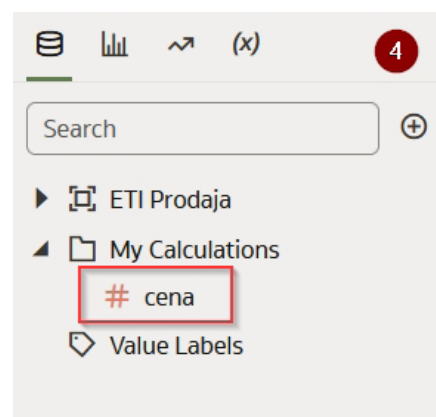 (x)
4
Search
ETI Prodaja
My Calculations
# cena
Value Labels